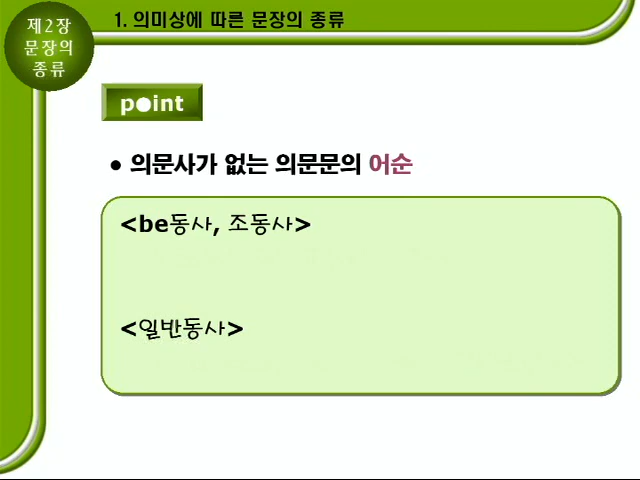 제2장
문장의
종류
1. 의미상에 따른 문장의 종류
point
• 의문사가 없는 의문문의 어순
<be동사, 조동사>
<일반동사>